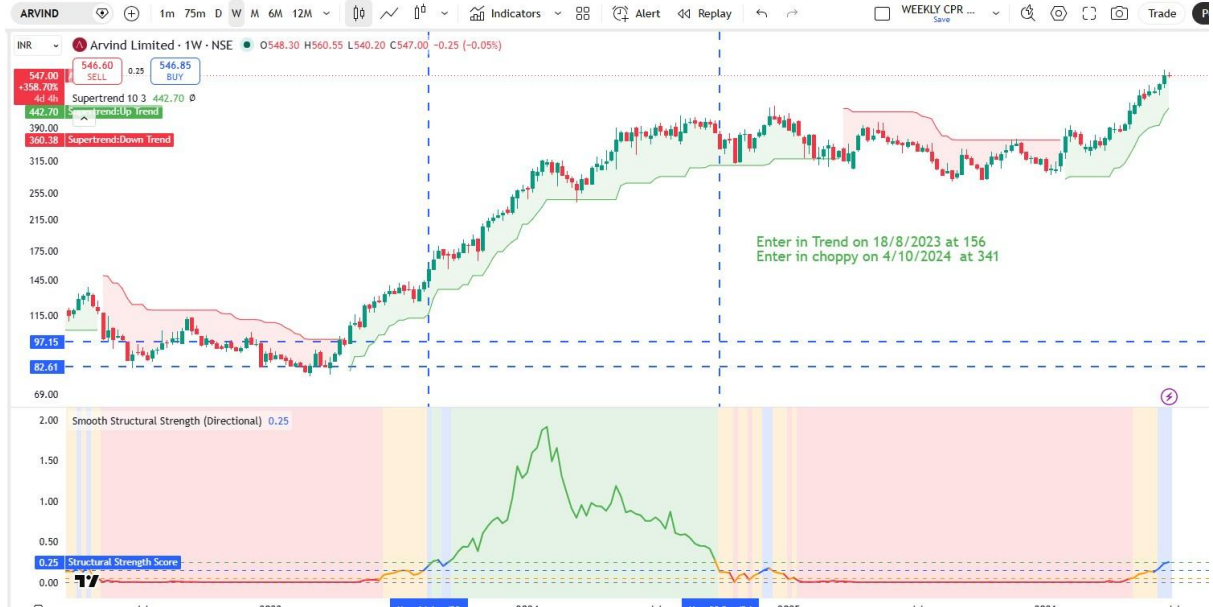 ARVIND
1m 75m D W M 6M 12M
Indicators
Alert
Replay
WEEKLY CPR ...
Save
Trade
INR
Arvind Limited · 1W · NSE
O548.30 H560.55 L540.20 C547.00 -0.25 (-0.05%)
546.60
SELL
0.25
546.85
BUY
547.00
+358.70%
4d 4h
Supertrend 10 3 442.70 Ø
442.70
390.00
360.38 Supertrend:Down Trend
315.00
255.00
215.00
175.00
145.00
115.00
97.15
82.61
69.00
Enter in Trend on 18/8/2023 at 156
Enter in choppy on 4/10/2024 at 341
2.00
Smooth Structural Strength (Directional) 0.25
1.50
1.00
0.50
0.25 Structural Strength Score
0.00